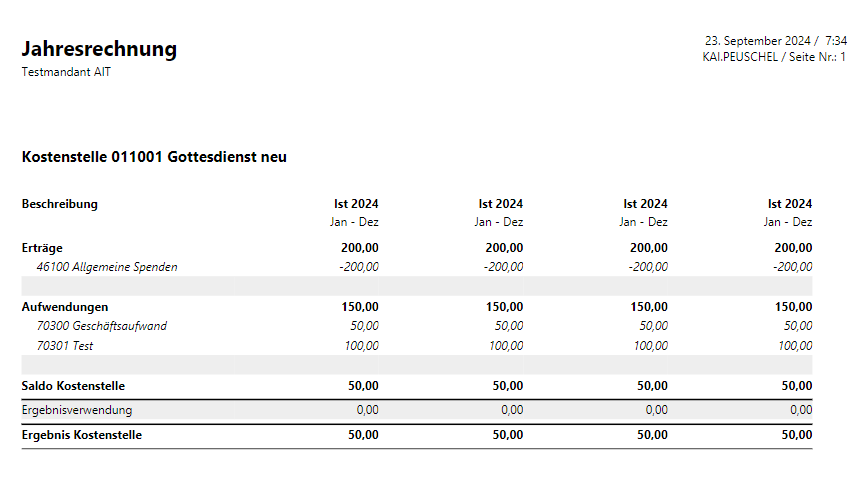 Jahresrechnung
23. September 2024 / 7:34
Testmandant AIT
KAI.PEUSCHEL / Seite Nr.: 1
Kostenstelle 011001 Gottesdienst neu
Beschreibung Ist 2024 Ist 2024 Ist 2024 Ist 2024
Jan - Dez Jan - Dez Jan - Dez Jan - Dez
Erträge 200,00 200,00 200,00 200,00
46100 Allgemeine Spenden -200,00 -200,00 -200,00 -200,00
Aufwendungen 150,00 150,00 150,00 150,00
70300 Geschäftsaufwand 50,00 50,00 50,00 50,00
70301 Test 100,00 100,00 100,00 100,00
Saldo Kostenstelle 50,00 50,00 50,00 50,00
Ergebnisverwendung 0,00 0,00 0,00 0,00
Ergebnis Kostenstelle 50,00 50,00 50,00 50,00